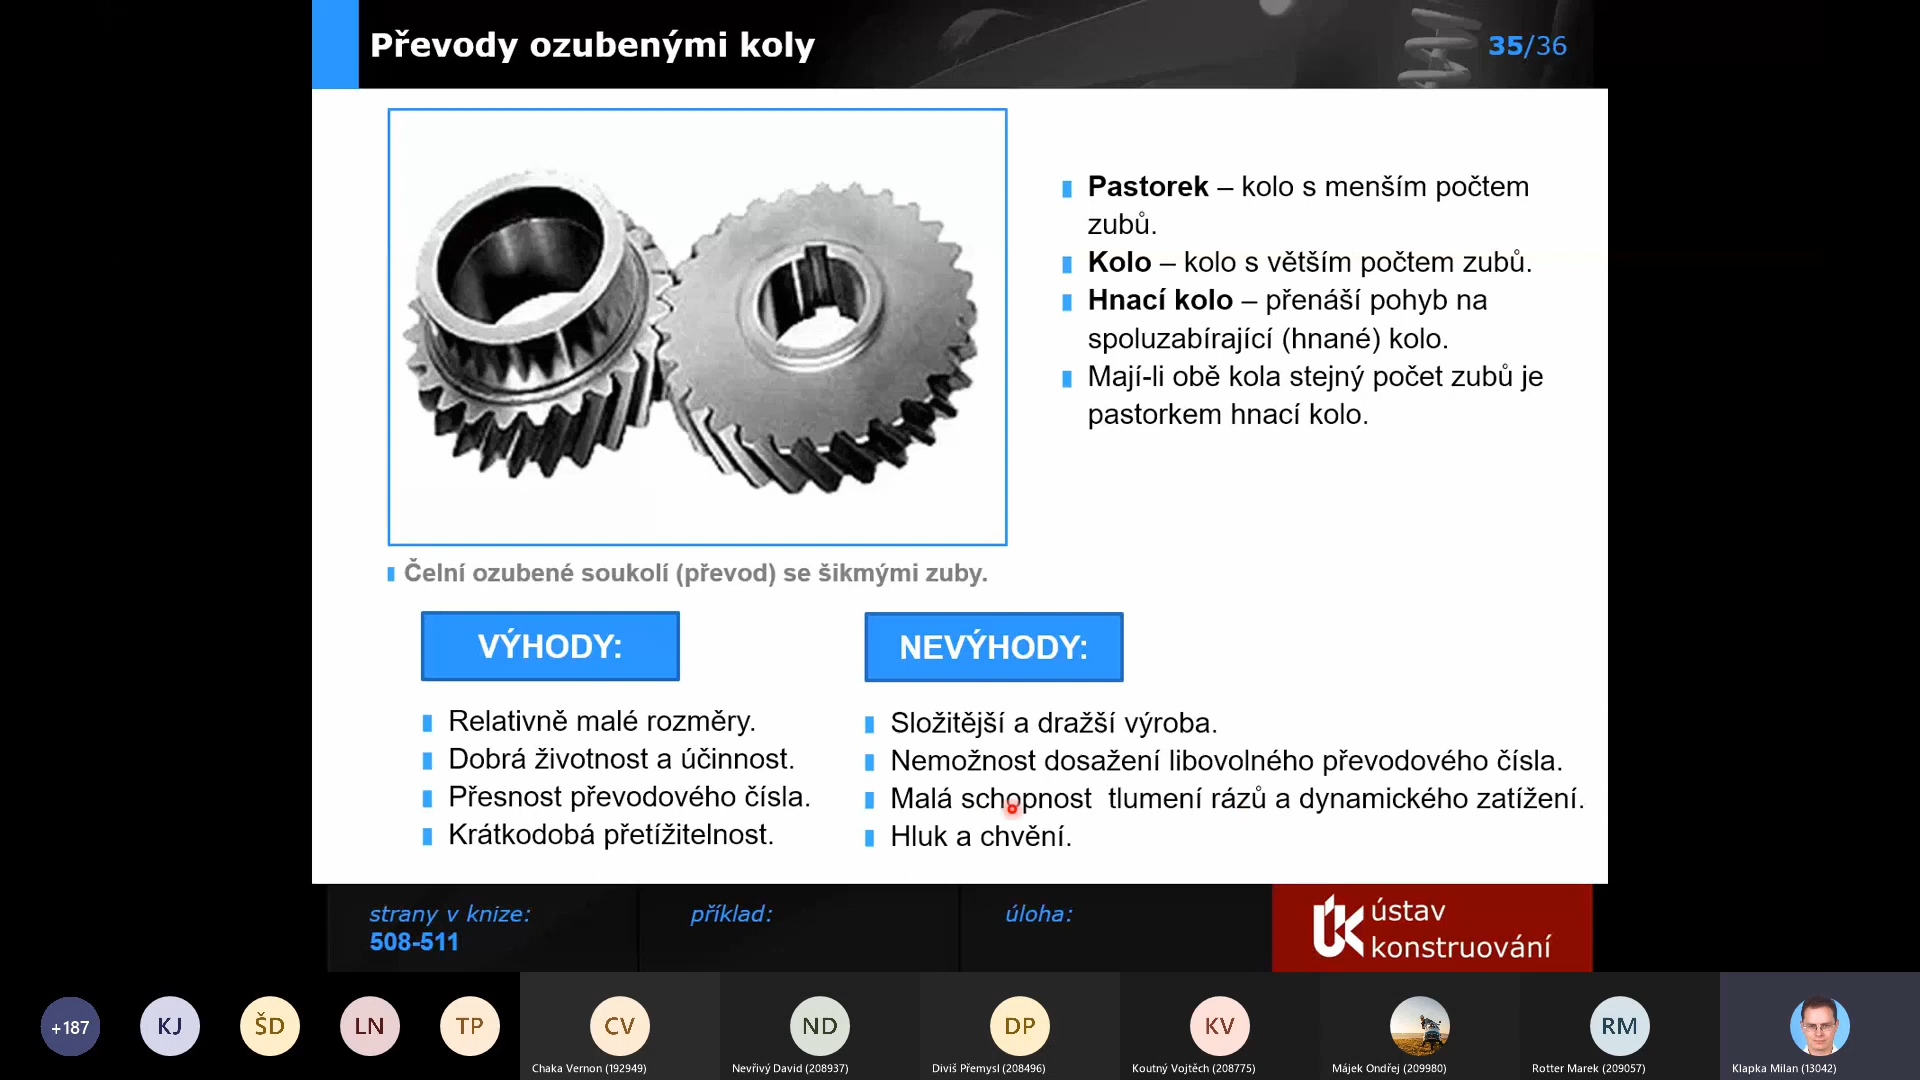 Převody ozubenými koly
35/36
Pastorek – kolo s menším počtem
zubů.
Kolo – kolo s větším počtem zubů.
Hnací kolo – přenáší pohyb na
spoluzabírající (hnané) kolo.
Mají-li obě kola stejný počet zubů je
pastorkem hnací kolo.
Čelní ozubené soukolí (převod) se šikmými zuby.
VÝHODY:
Relativně malé rozměry.
Dobrá životnost a účinnost.
Přesnost převodového čísla.
Krátkodobá přetížitelnost.
NEVÝHODY:
Složitější a dražší výroba.
Nemožnost dosažení libovolného převodového čísla.
Malá schopnost  tlumení rázů a dynamického zatížení.
Hluk a chvění.
strany v knize:
508-511
příklad:
úloha:
ústav
konstruování
+187
KJ
ŠD
LN
TP
CV
Chaka Vernon (192949)
ND
Nevřivý David (208937)
DP
Diviš Přemysl (208496)
KV
Koutný Vojtěch (208775)
Májek Ondřej (209980)
RM
Rotter Marek (209057)
Klapka Milan (13042)